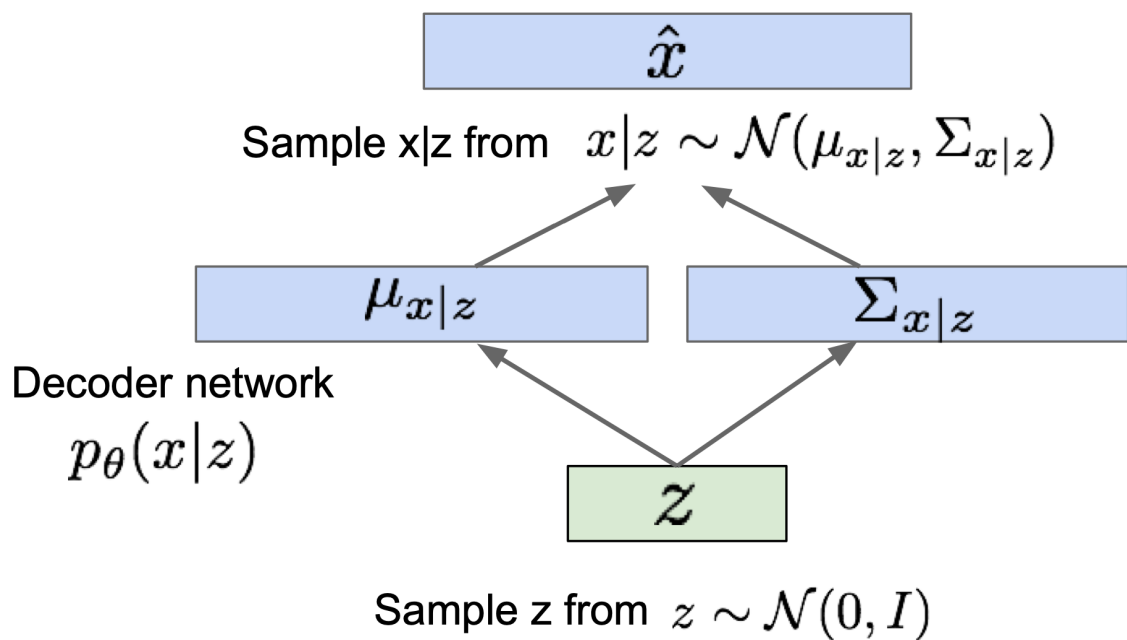 x̂
Sample x|z from x|z ~ 𝒩(μ_{x|z}, Σ_{x|z})
μ_{x|z} Σ_{x|z}
Decoder network
p_θ(x|z)
z
Sample z from z ~ 𝒩(0, I)